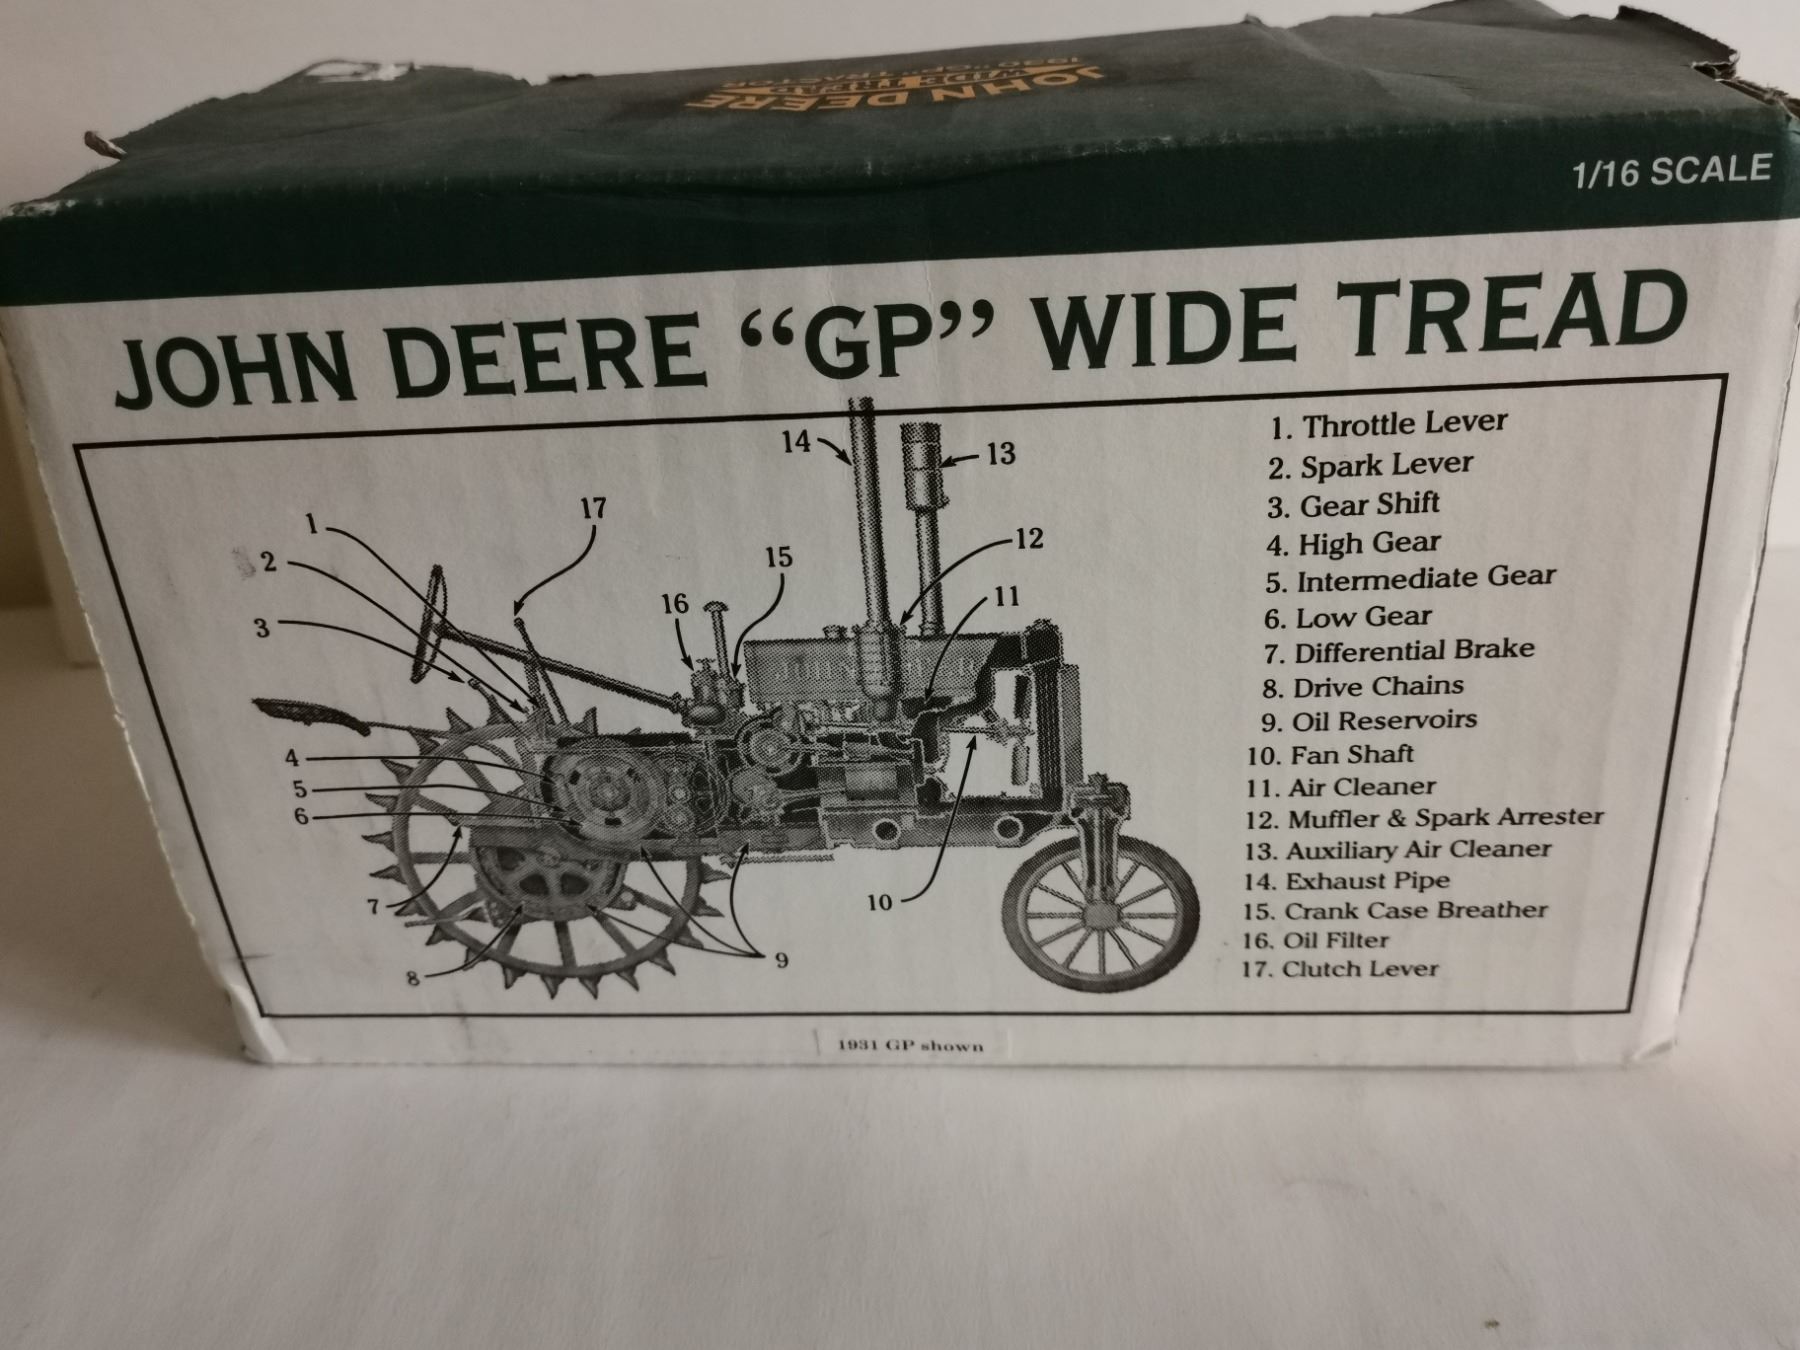 JOHN DEERE
WIDE TREAD
1930 "GP" TRACTOR
1/16 SCALE
JOHN DEERE “GP” WIDE TREAD
1. Throttle Lever
2. Spark Lever
3. Gear Shift
4. High Gear
5. Intermediate Gear
6. Low Gear
7. Differential Brake
8. Drive Chains
9. Oil Reservoirs
10. Fan Shaft
11. Air Cleaner
12. Muffler & Spark Arrester
13. Auxiliary Air Cleaner
14. Exhaust Pipe
15. Crank Case Breather
16. Oil Filter
17. Clutch Lever
14
13
17
1
12
2
15
11
16
3
4
5
6
7
10
9
8
1931 GP shown